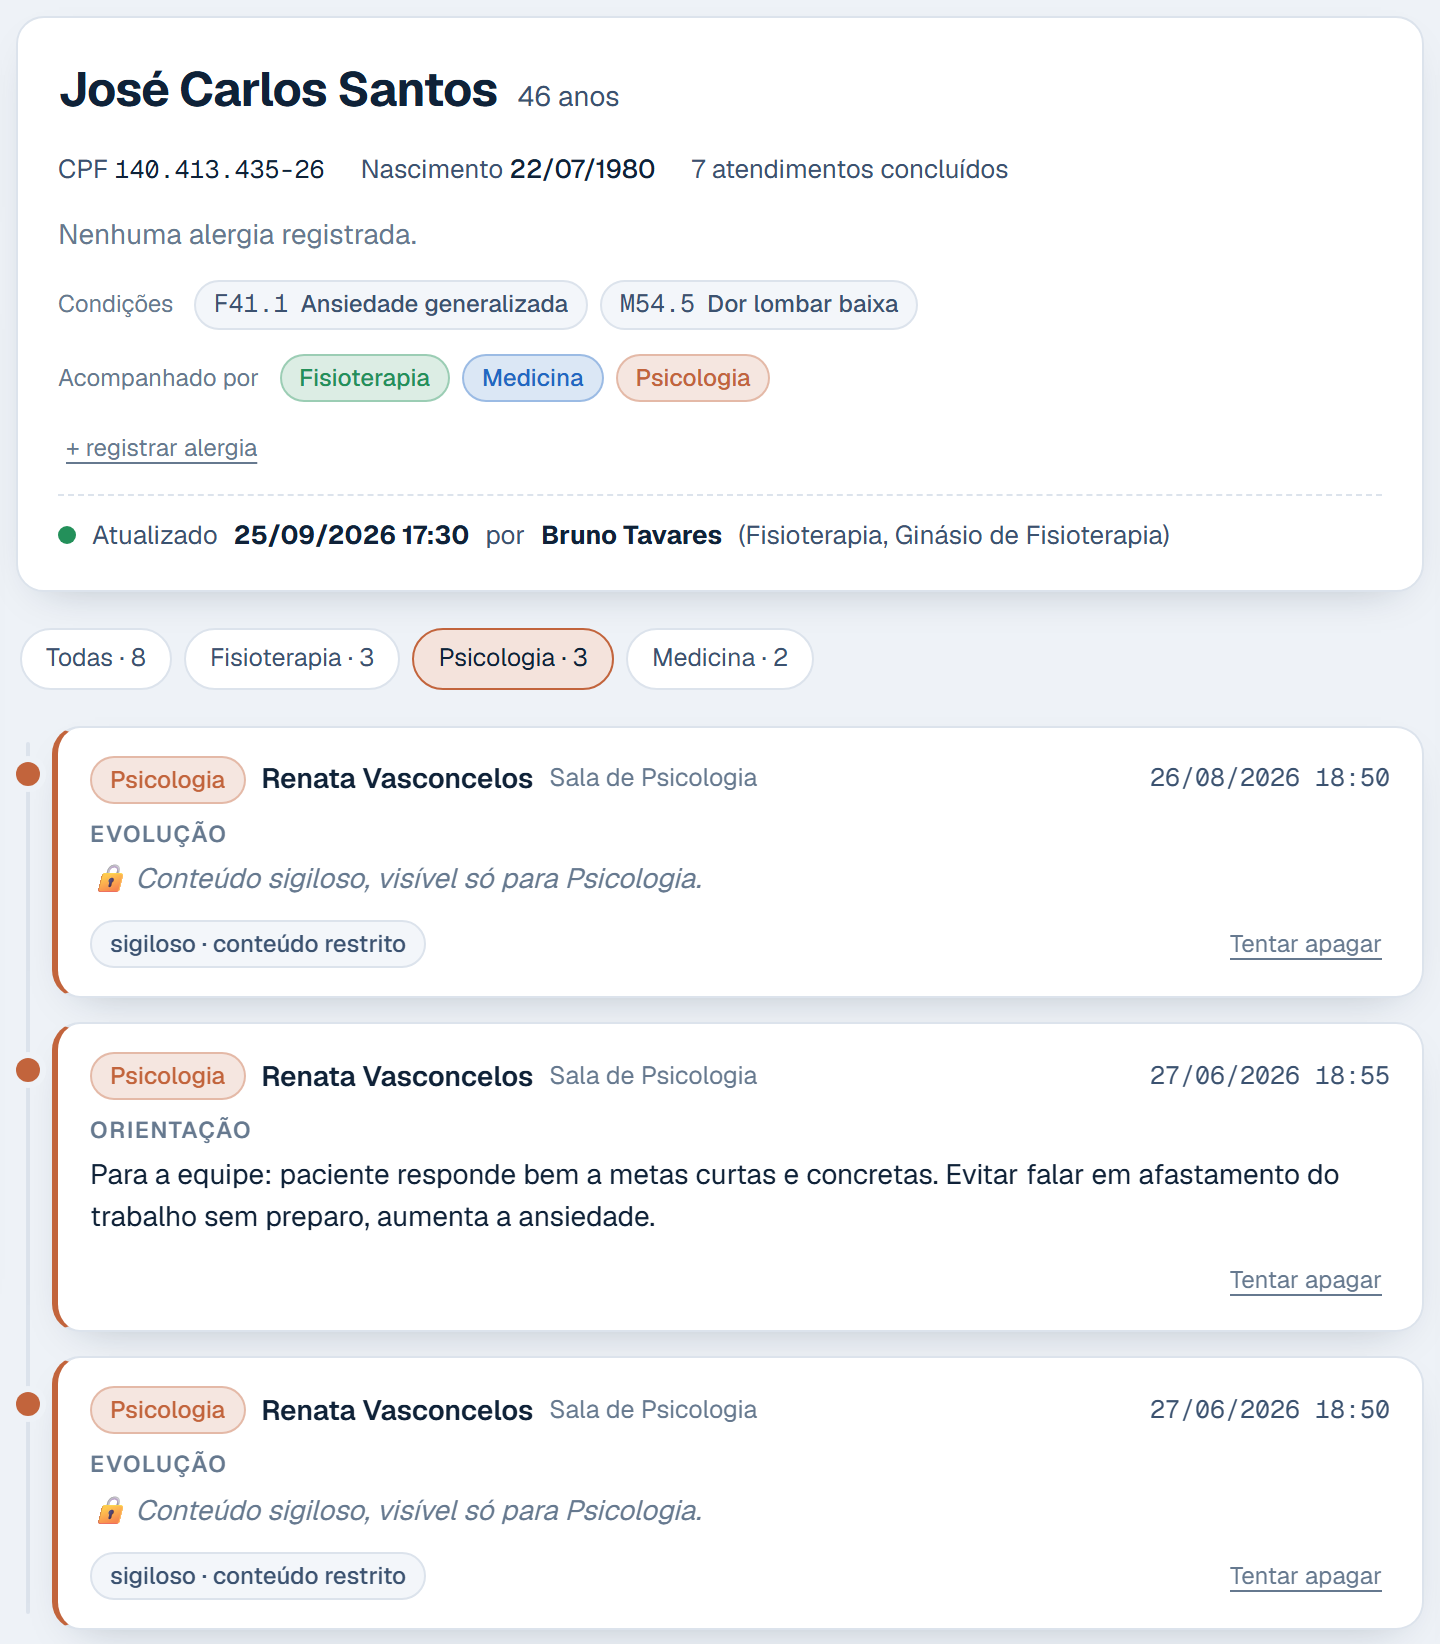 José Carlos Santos 46 anos
CPF 140.413.435-26 Nascimento 22/07/1980 7 atendimentos concluídos
Nenhuma alergia registrada.
Condições F41.1 Ansiedade generalizada M54.5 Dor lombar baixa
Acompanhado por Fisioterapia Medicina Psicologia
+ registrar alergia
Atualizado 25/09/2026 17:30 por Bruno Tavares (Fisioterapia, Ginásio de Fisioterapia)
Todas · 8 Fisioterapia · 3 Psicologia · 3 Medicina · 2
Psicologia Renata Vasconcelos Sala de Psicologia 26/08/2026 18:50
EVOLUÇÃO
🔒 Conteúdo sigiloso, visível só para Psicologia.
sigiloso · conteúdo restrito Tentar apagar
Psicologia Renata Vasconcelos Sala de Psicologia 27/06/2026 18:55
ORIENTAÇÃO
Para a equipe: paciente responde bem a metas curtas e concretas. Evitar falar em afastamento do
trabalho sem preparo, aumenta a ansiedade.
Tentar apagar
Psicologia Renata Vasconcelos Sala de Psicologia 27/06/2026 18:50
EVOLUÇÃO
🔒 Conteúdo sigiloso, visível só para Psicologia.
sigiloso · conteúdo restrito Tentar apagar